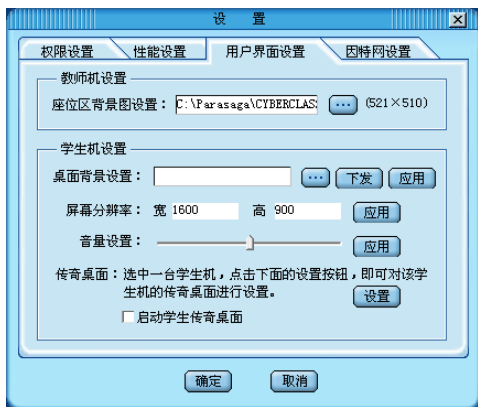 设 置
权限设置 性能设置 用户界面设置 因特网设置
教师机设置
座位区背景图设置： C:\Parasaga\CYBERCLAS ... (521×510)
学生机设置
桌面背景设置： ... 下发 应用
屏幕分辨率： 宽 1600 高 900 应用
音量设置： 应用
传奇桌面：选中一台学生机，点击下面的设置按钮，即可对该学
生机的传奇桌面进行设置。 设置
启动学生传奇桌面
确定 取消